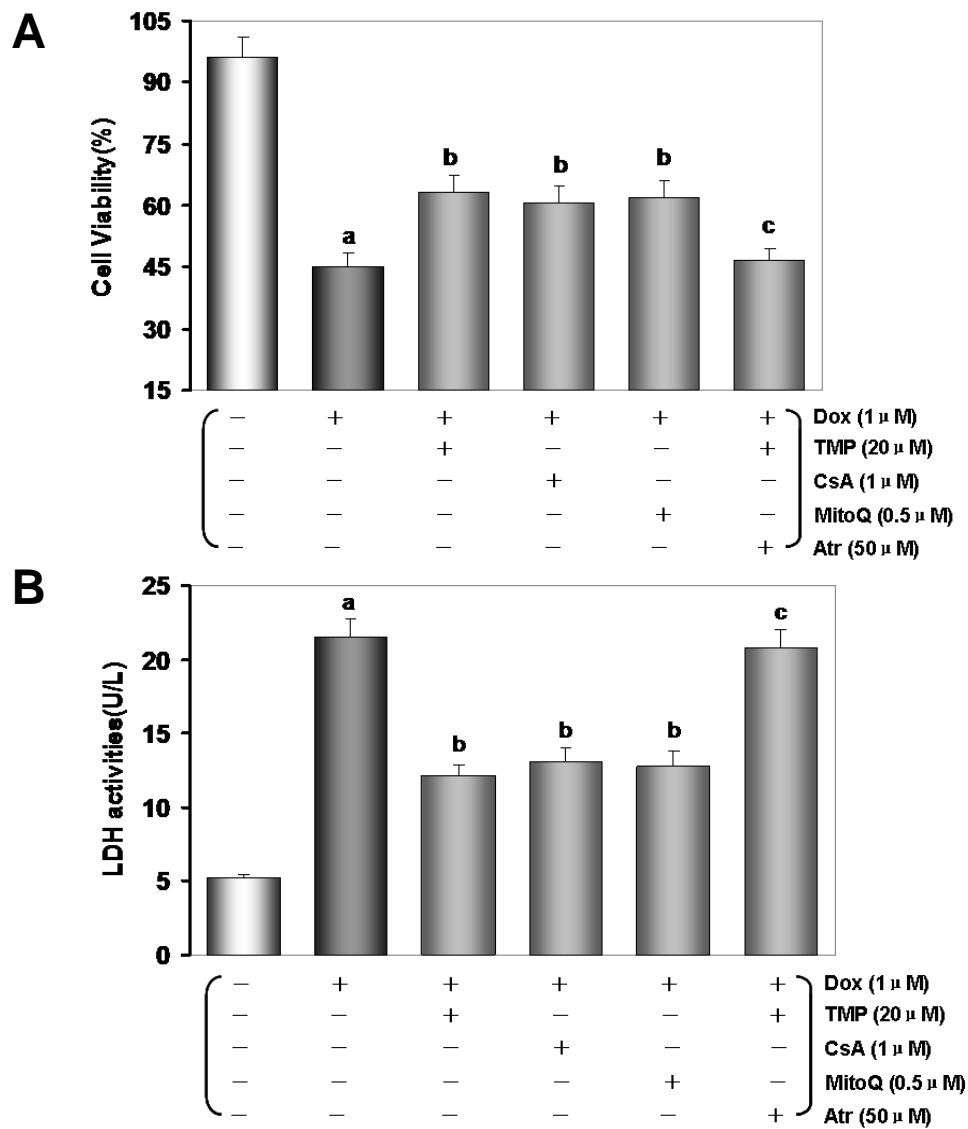 A
Cell Viability(%)
105
90
75
60
45
30
15
a
b
b
b
c
− + + + + + Dox (1 μ M)
− − + − − + TMP (20 μ M)
− − − + − − CsA (1 μ M)
− − − − + − MitoQ (0.5 μ M)
− − − − − + Atr (50 μ M)
B
LDH activities(U/L)
25
20
15
10
5
0
a
b
b
b
c
− + + + + + Dox (1 μ M)
− − + − − + TMP (20 μ M)
− − − + − − CsA (1 μ M)
− − − − + − MitoQ (0.5 μ M)
− − − − − + Atr (50 μ M)